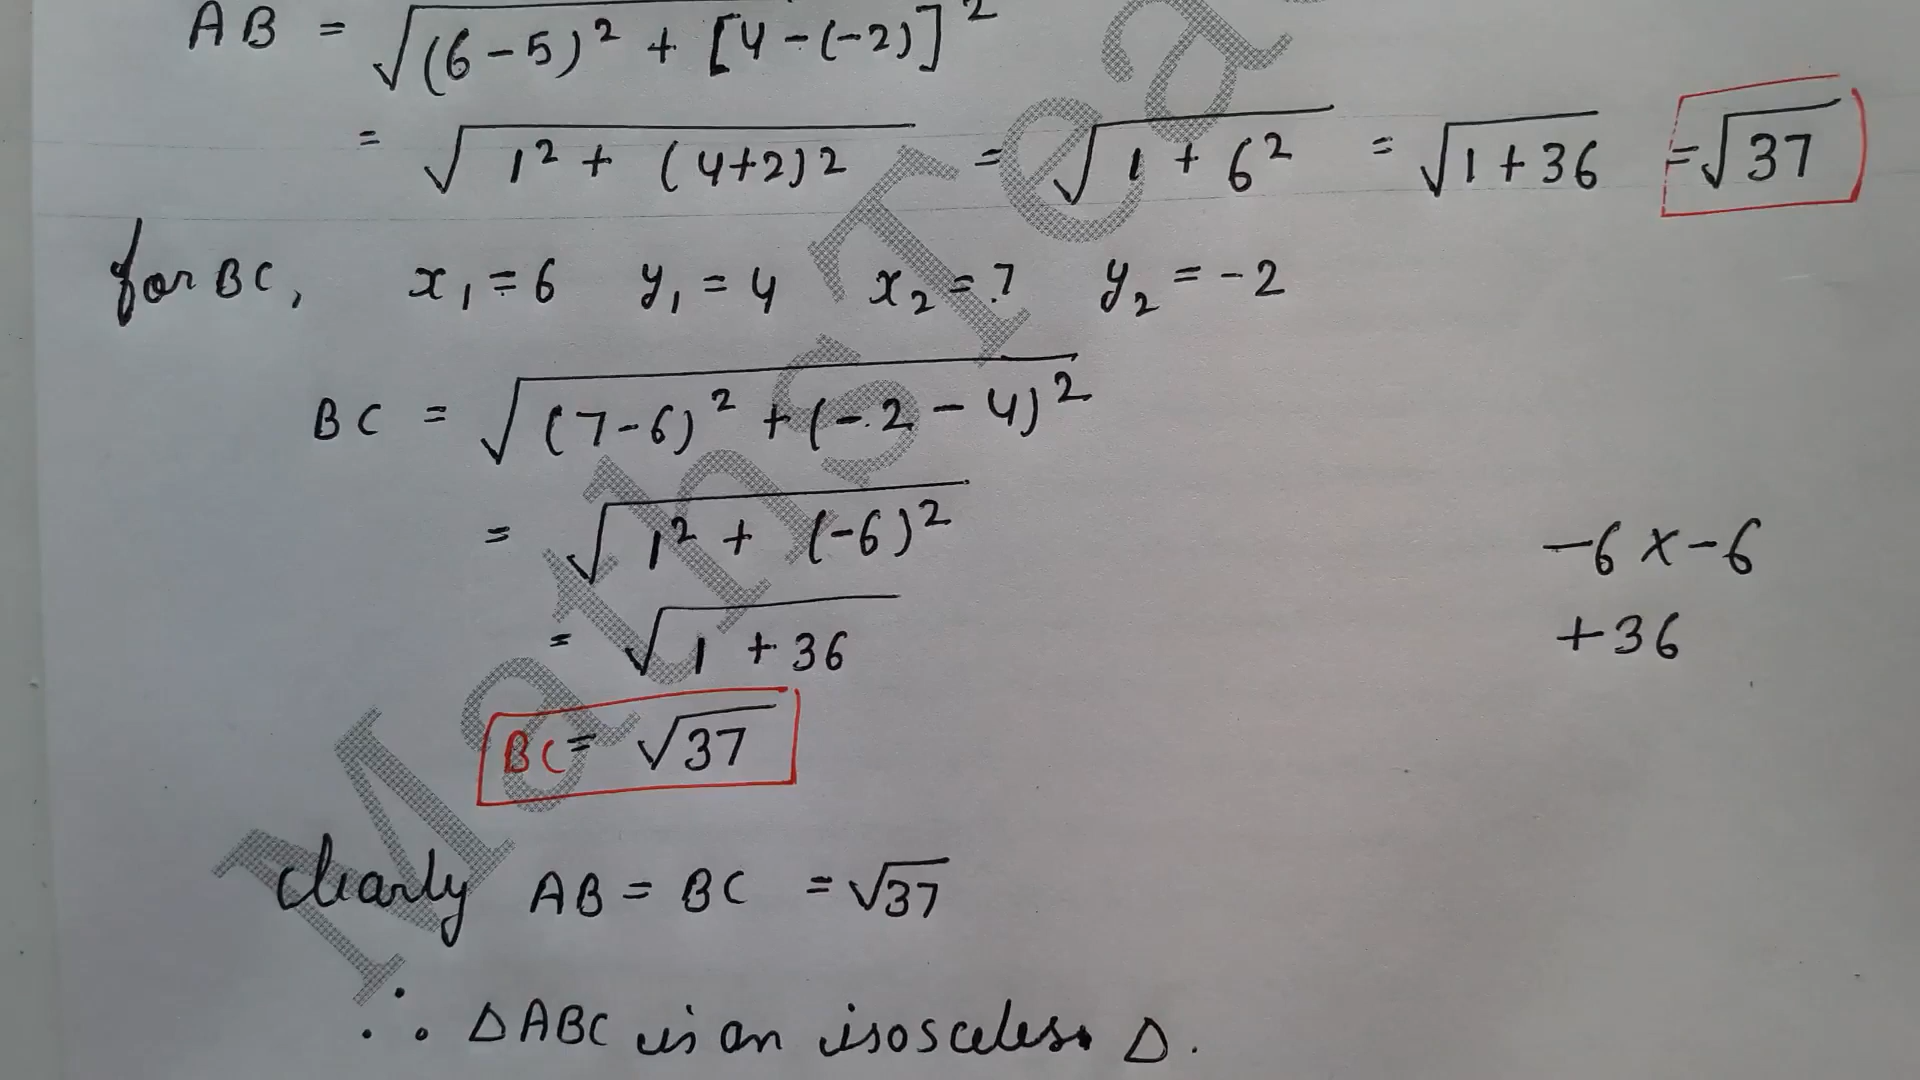 AB = √(6-5)² + [4-(-2)]²
= √1² + (4+2)2 = √1 + 6² = √1+36 = √37
for BC, x₁=6 y₁=4 x₂=7 y₂=-2
BC = √(7-6)² + (-2-4)²
= √1² + (-6)²
-6 x -6
= √1 + 36
+36
BC = √37
Clearly AB = BC = √37
∴ ΔABC is an isosceles Δ.
Maths Tea